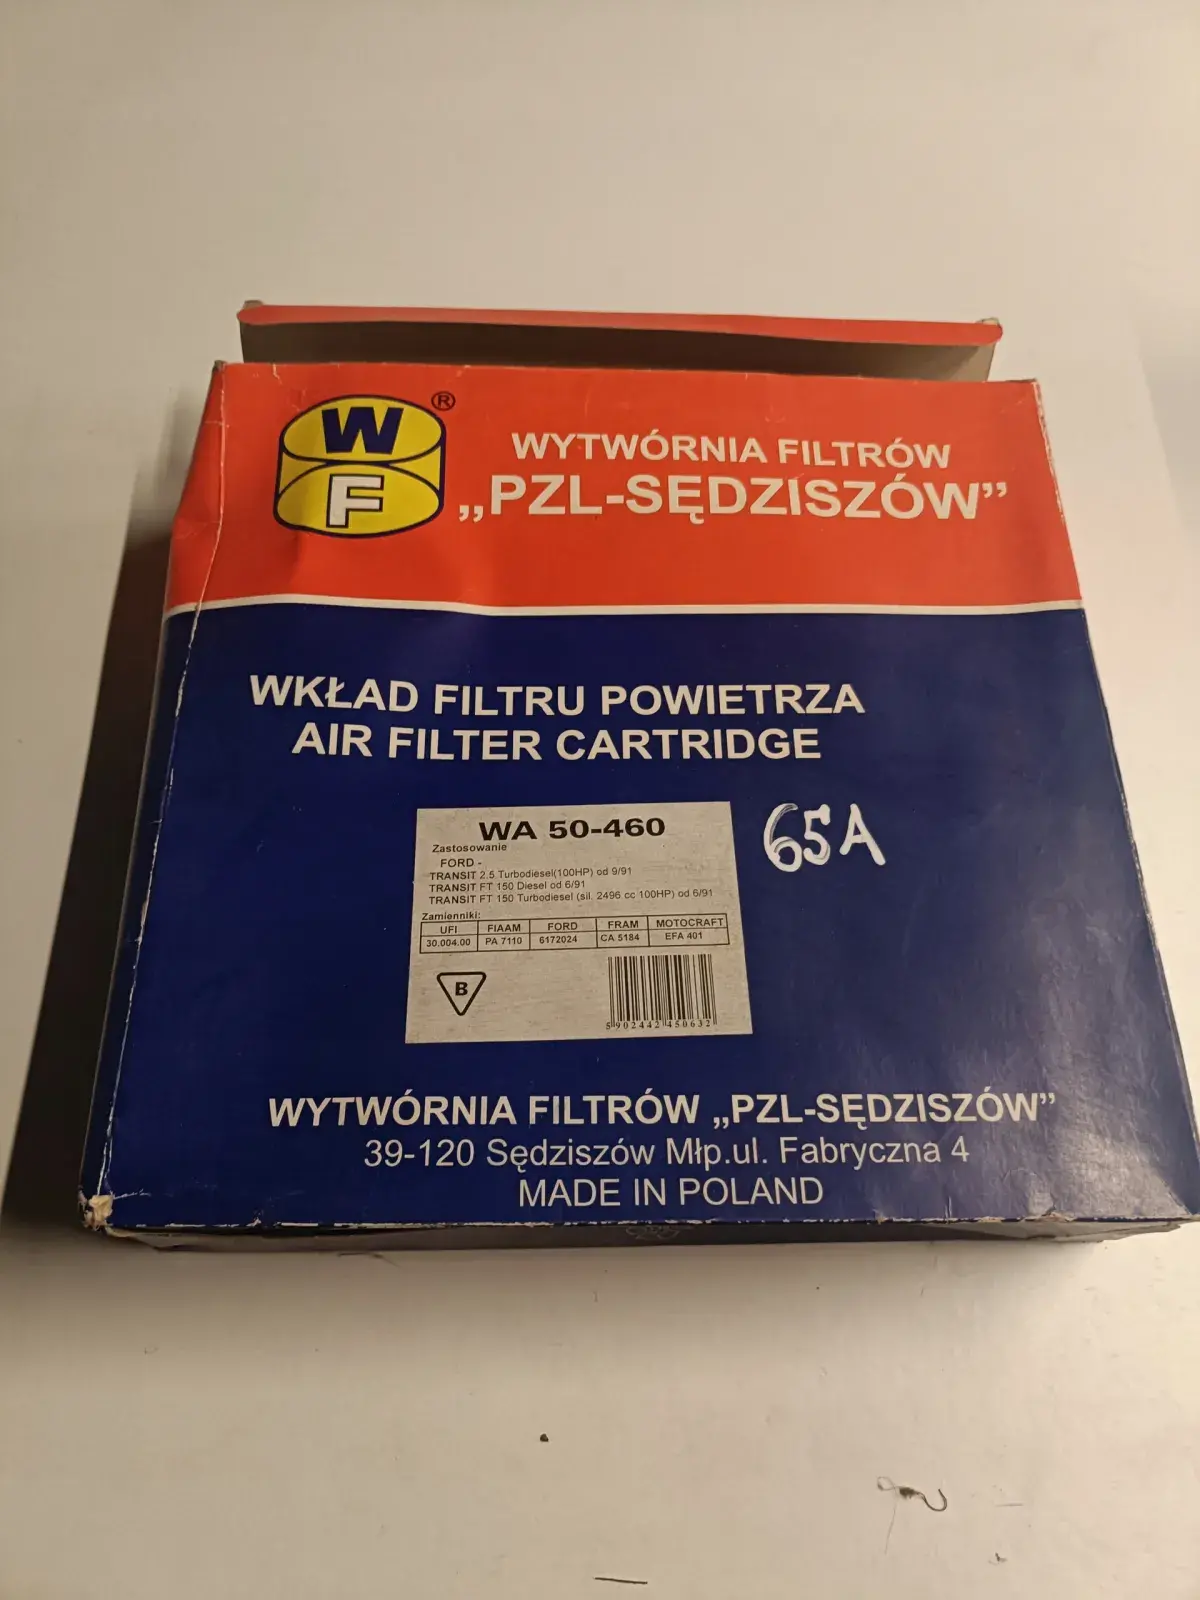 W
F
®
WYTWÓRNIA FILTRÓW
„PZL-SĘDZISZÓW”
WKŁAD FILTRU POWIETRZA
AIR FILTER CARTRIDGE
65A
WA 50-460
Zastosowanie
FORD -
TRANSIT 2.5 Turbodiesel(100HP) od 9/91
TRANSIT FT 150 Diesel od 6/91
TRANSIT FT 150 Turbodiesel (sil. 2496 cc 100HP) od 6/91
Zamienniki:
UFI FIAAM FORD FRAM MOTOCRAFT
30.004.00 PA 7110 6172024 CA 5184 EFA 401
B
5 902442 450632
WYTWÓRNIA FILTRÓW „PZL-SĘDZISZÓW”
39-120 Sędziszów Młp.ul. Fabryczna 4
MADE IN POLAND